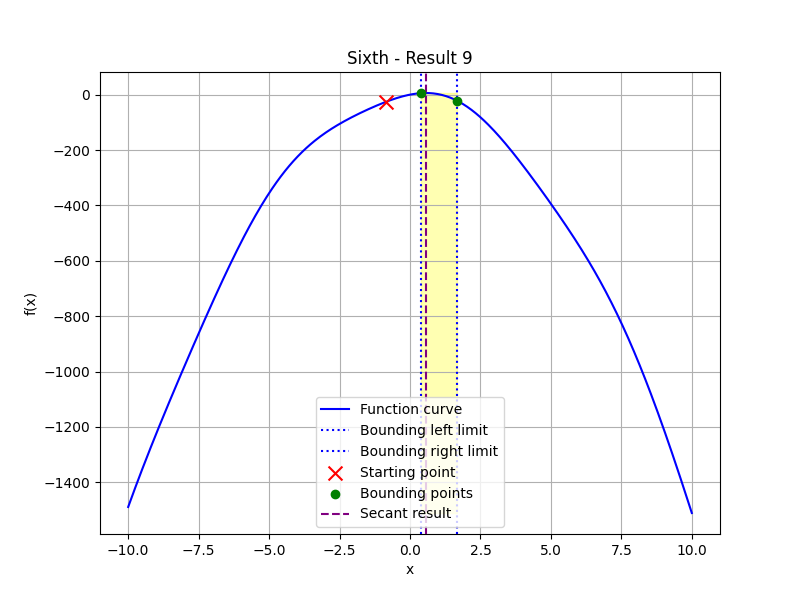 Sixth - Result 9
0
−200
−400
−600
−800
−1000
−1200
−1400
f(x)
Function curve
Bounding left limit
Bounding right limit
Starting point
Bounding points
Secant result
−10.0 −7.5 −5.0 −2.5 0.0 2.5 5.0 7.5 10.0
x